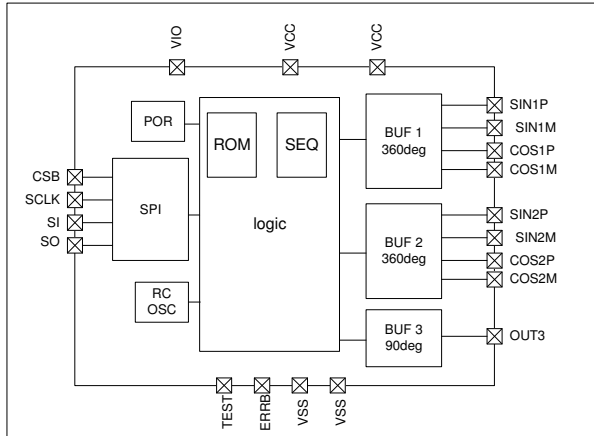 VIO
VCC
VCC
POR
ROM
SEQ
BUF 1
360deg
SIN1P
SIN1M
COS1P
COS1M
CSB
SCLK
SI
SO
SPI
logic
BUF 2
360deg
SIN2P
SIN2M
COS2P
COS2M
RC
OSC
BUF 3
90deg
OUT3
TEST
ERRB
VSS
VSS